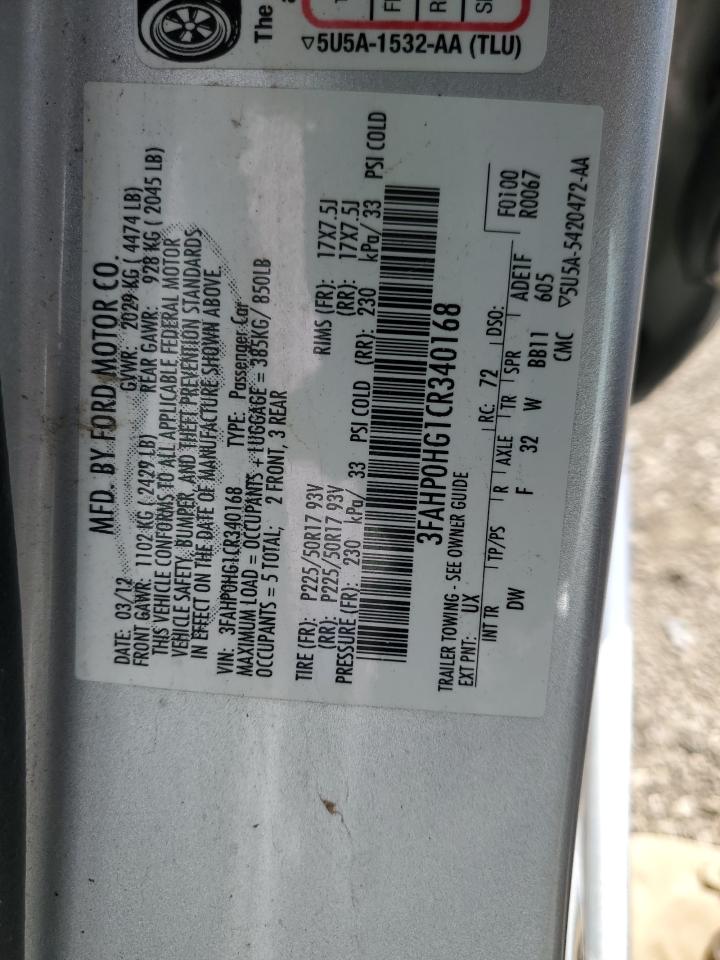 The
▽5U5A-1532-AA (TLU)
MFD. BY FORD MOTOR CO.
DATE: 03/12 GVWR: 2029 KG ( 4474 LB)
FRONT GAWR: 1102 KG ( 2429 LB) REAR GAWR: 928 KG ( 2045 LB)
THIS VEHICLE CONFORMS TO ALL APPLICABLE FEDERAL MOTOR
VEHICLE SAFETY, BUMPER, AND THEFT PREVENTION STANDARDS
IN EFFECT ON THE DATE OF MANUFACTURE SHOWN ABOVE.
VIN: 3FAHP0HG1CR340168 TYPE: Passenger Car
MAXIMUM LOAD = OCCUPANTS + LUGGAGE = 385KG/ 850LB
OCCUPANTS = 5 TOTAL; 2 FRONT, 3 REAR
TIRE (FR): P225/50R17 93V RIMS (FR): 17X7.5J
(RR): P225/50R17 93V (RR): 17X7.5J
PRESSURE (FR): 230 kPa/ 33 PSI COLD (RR): 230 kPa/ 33 PSI COLD
3FAHP0HG1CR340168
TRAILER TOWING - SEE OWNER GUIDE
EXT PNT: UX RC: 72 DSO: F0100
R0067
INT TR TP/PS R AXLE TR SPR ADE1F
DW F 32 W BB11 605
CMC ▽5U5A-5420472-AA